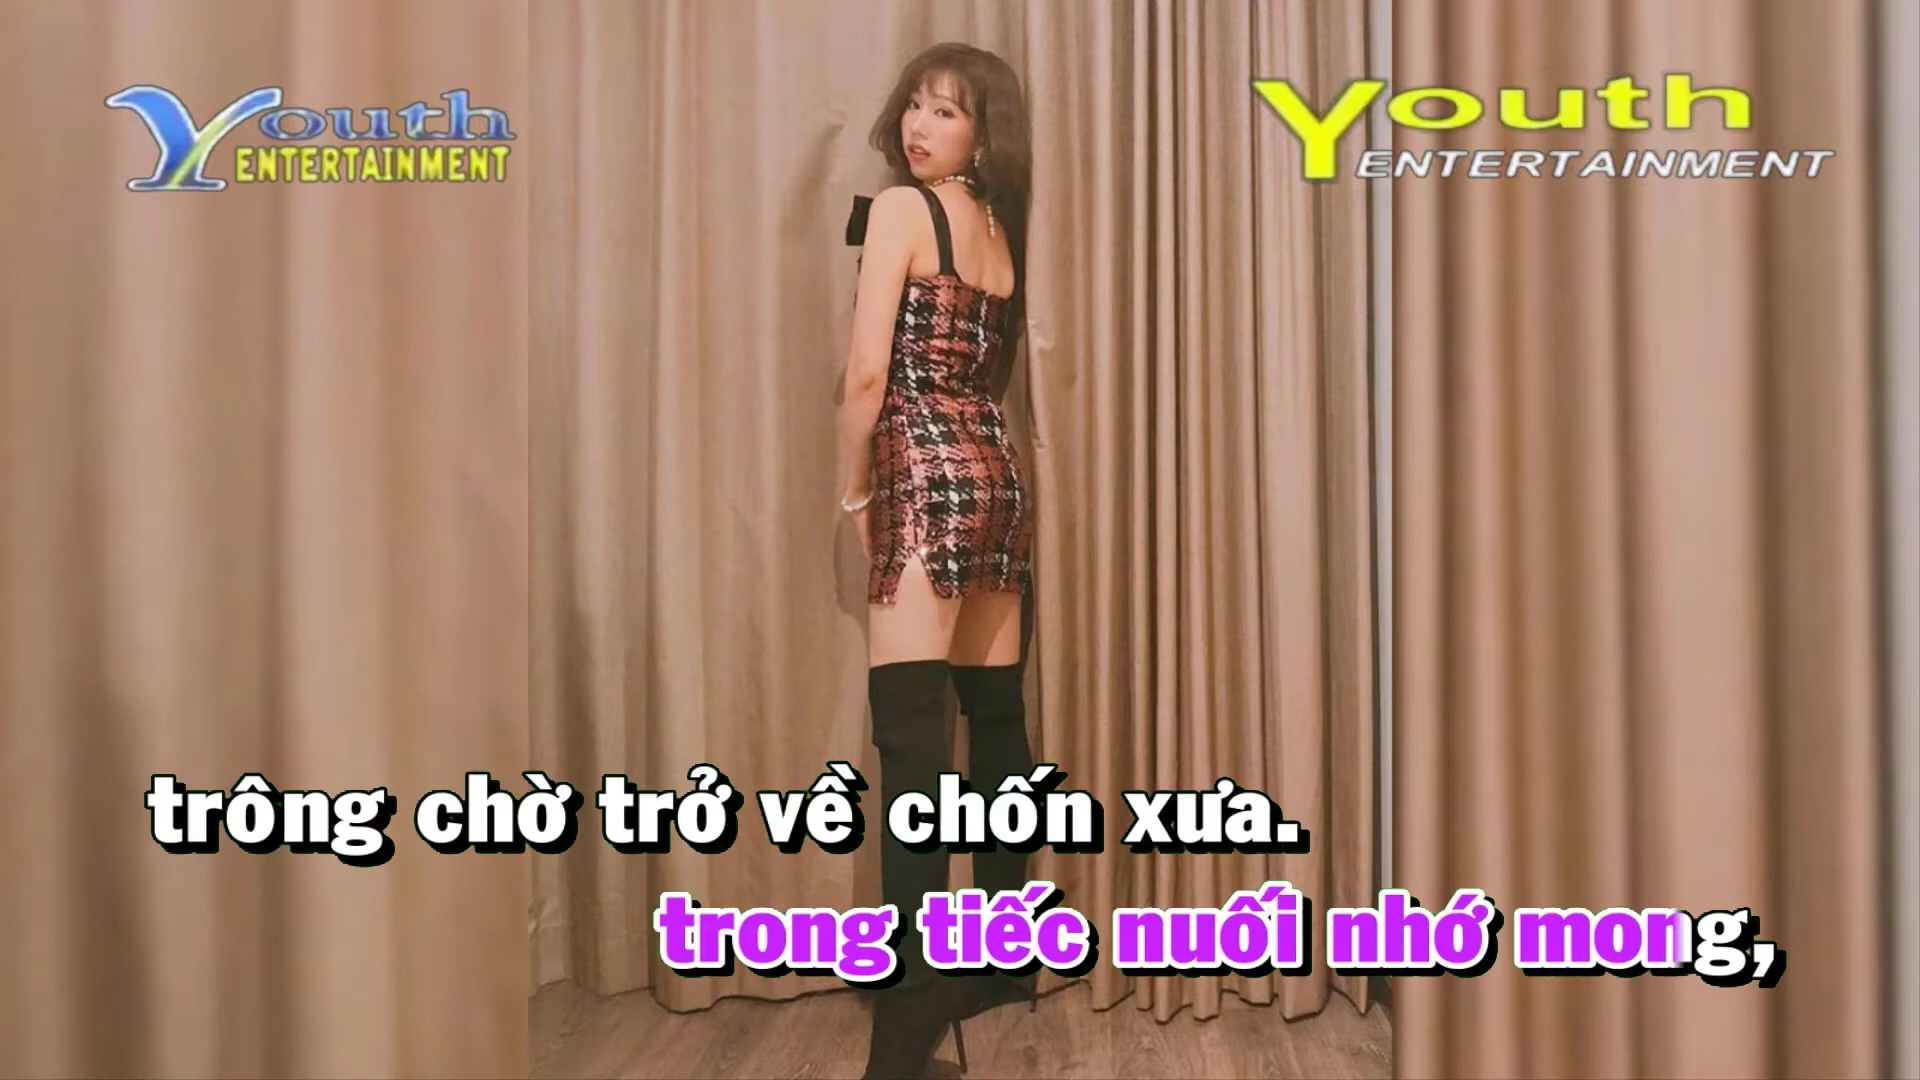 Youth
ENTERTAINMENT
Youth
ENTERTAINMENT
trông chờ trở về chốn xưa.
trong tiếc nuối nhớ mong,